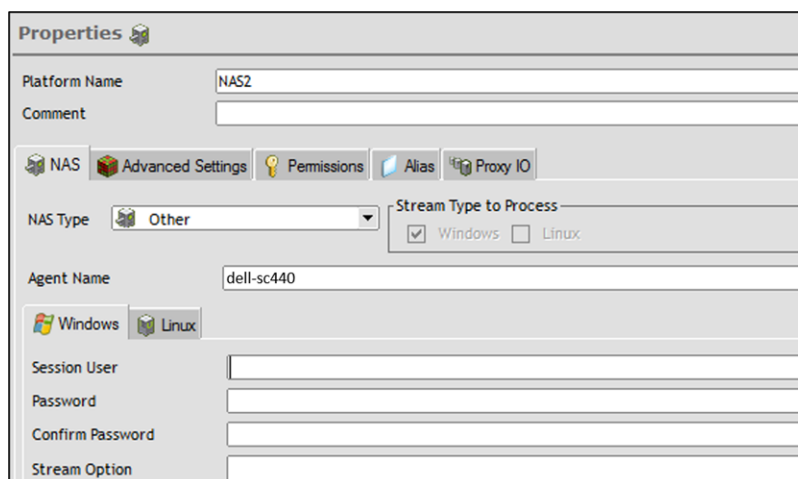 Properties
Platform Name NAS2
Comment
NAS Advanced Settings Permissions Alias Proxy IO
Stream Type to Process
NAS Type Other Windows Linux
Agent Name dell-sc440
Windows Linux
Session User
Password
Confirm Password
Stream Option